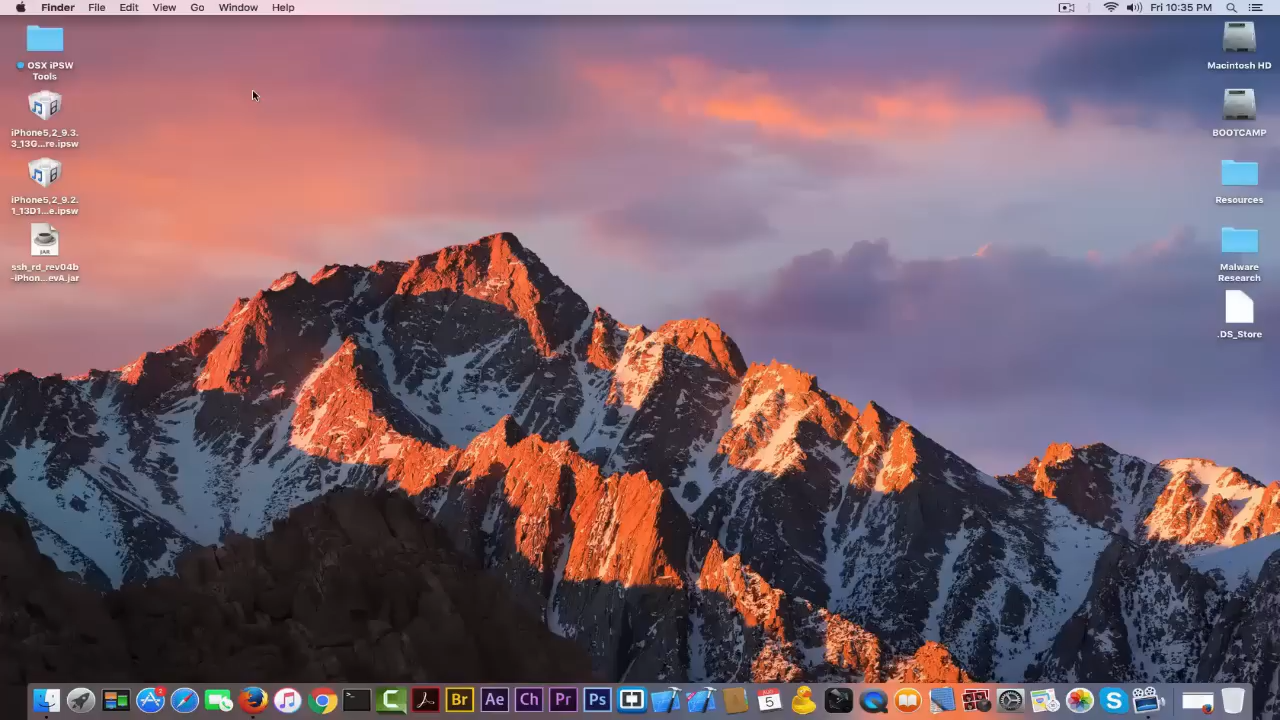 Finder File Edit View Go Window Help
Fri 10:35 PM
OSX iPSW
Tools
iPhone5,2_9.3.
3_13G...re.ipsw
iPhone5,2_9.2.
1_13D1...e.ipsw
JAR
ssh_rd_rev04b
-iPhon...evA.jar
Macintosh HD
BOOTCAMP
Resources
Malware
Research
.DS_Store
Br Ae Ch Pr Ps
5